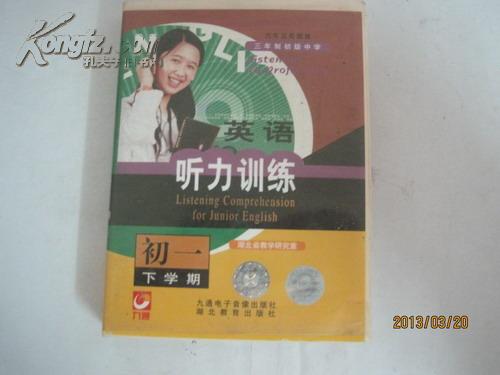 Kongfz.com
孔夫子旧书网
三年制初级中学
英语
听力训练
Listening Comprehension
for Junior English
初一
下学期
湖北省教学研究室
九通
九通电子音像出版社
湖北教育出版社
2013/03/20